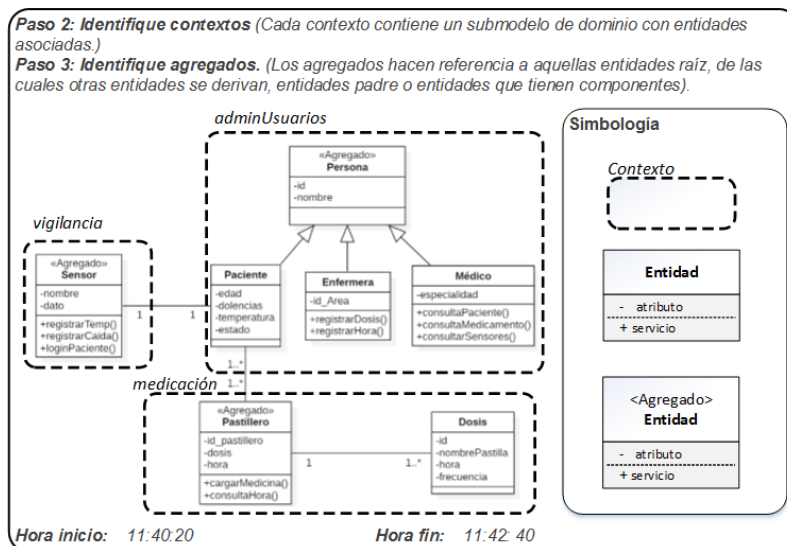 Paso 2: Identifique contextos (Cada contexto contiene un submodelo de dominio con entidades
asociadas.)
Paso 3: Identifique agregados. (Los agregados hacen referencia a aquellas entidades raíz, de las
cuales otras entidades se derivan, entidades padre o entidades que tienen componentes).
adminUsuarios
«Agregado»
Persona
-id
-nombre
vigilancia
«Agregado»
Sensor
-nombre
-dato
+registrarTemp()
+registrarCaida()
+loginPaciente()
1
1
Paciente
-edad
-dolencias
-temperatura
-estado
Enfermera
-id_Area
+registrarDosis()
+registrarHora()
Médico
-especialidad
+consultaPaciente()
+consultaMedicamento()
+consultarSensores()
1..*
1..*
medicación
«Agregado»
Pastillero
-id_pastillero
-dosis
-hora
+cargarMedicina()
+consultaHora()
1
1..*
Dosis
-id
-nombrePastilla
-hora
-frecuencia
Simbología
Contexto
Entidad
- atributo
+ servicio
<Agregado>
Entidad
- atributo
+ servicio
Hora inicio: 11:40:20
Hora fin: 11:42: 40